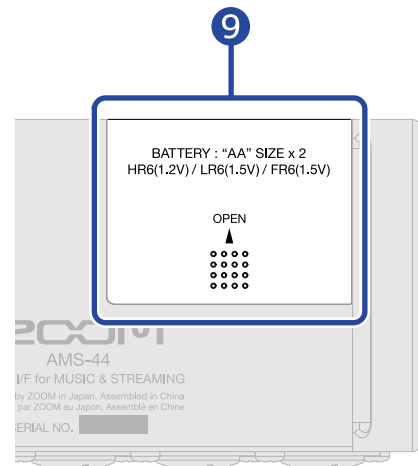 9
BATTERY : “AA” SIZE x 2
HR6(1.2V) / LR6(1.5V) / FR6(1.5V)
OPEN
ZOOM
AMS-44
I/F for MUSIC & STREAMING
by ZOOM in Japan, Assembled in China
par ZOOM au Japon, Assemblé en Chine
SERIAL NO.